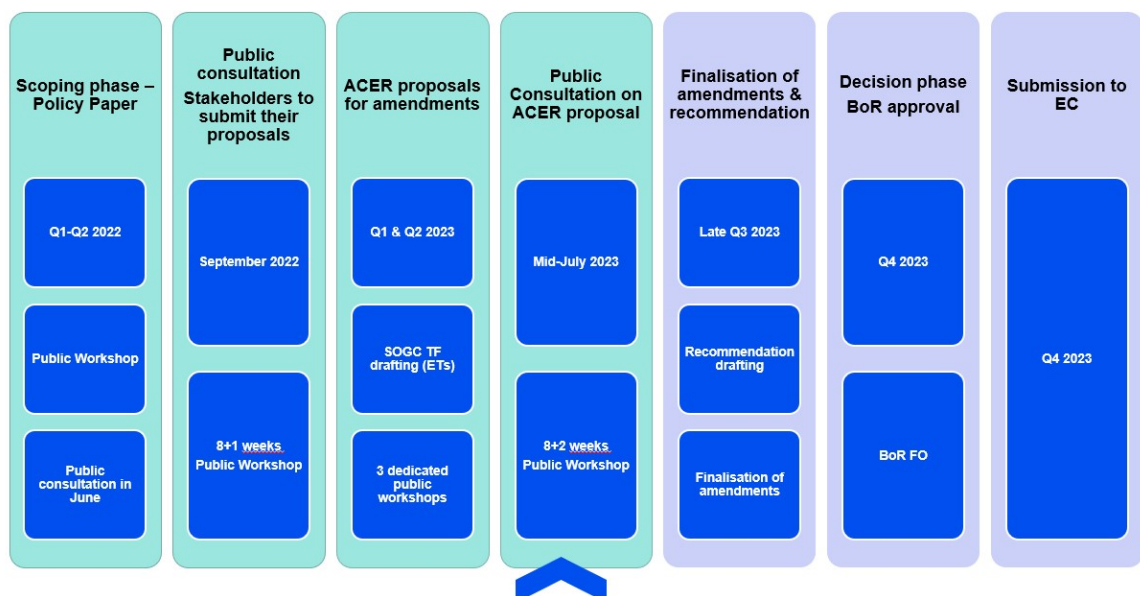 Scoping phase –
Policy Paper
Q1-Q2 2022
Public Workshop
Public
consultation in
June
Public
consultation
Stakeholders to
submit their
proposals
September 2022
8+1 weeks
Public Workshop
ACER proposals
for amendments
Q1 & Q2 2023
SOGC TF
drafting (ETs)
3 dedicated
public
workshops
Public
Consultation on
ACER proposal
Mid-July 2023
8+2 weeks
Public Workshop
Finalisation of
amendments &
recommendation
Late Q3 2023
Recommendation
drafting
Finalisation of
amendments
Decision phase
BoR approval
Q4 2023
BoR FO
Submission to
EC
Q4 2023